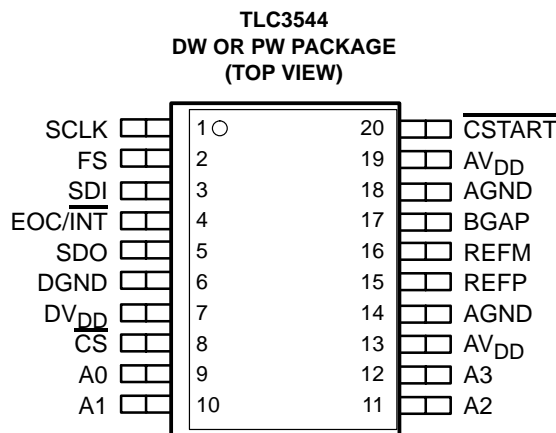 TLC3544
DW OR PW PACKAGE
(TOP VIEW)
SCLK 1 20 CSTART
FS 2 19 AVDD
SDI 3 18 AGND
EOC/INT 4 17 BGAP
SDO 5 16 REFM
DGND 6 15 REFP
DVDD 7 14 AGND
CS 8 13 AVDD
A0 9 12 A3
A1 10 11 A2